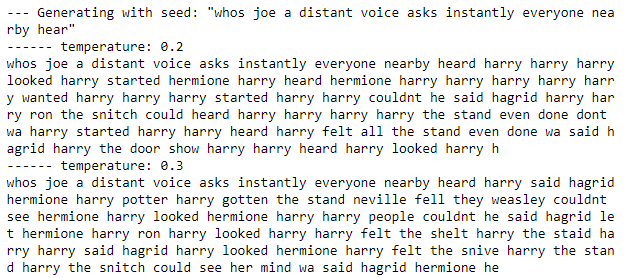 --- Generating with seed: "whos joe a distant voice asks instantly everyone nea
rby hear"
------ temperature: 0.2
whos joe a distant voice asks instantly everyone nearby heard harry harry harry
looked harry started hermione harry heard hermione harry harry harry harry harr
y wanted harry harry harry started harry harry couldnt he said hagrid harry har
ry ron the snitch could heard harry harry harry harry the stand even done dont
wa harry started harry harry heard harry felt all the stand even done wa said h
agrid harry the door show harry harry heard harry looked harry h
------ temperature: 0.3
whos joe a distant voice asks instantly everyone nearby heard harry said hagrid
hermione harry potter harry gotten the stand neville fell they weasley couldnt
see hermione harry looked hermione harry harry people couldnt he said hagrid le
t hermione harry ron harry looked harry harry felt the shelt harry the staid ha
rry harry said hagrid harry looked hermione harry felt the snive harry the stan
d harry the snitch could see her mind wa said hagrid hermione he